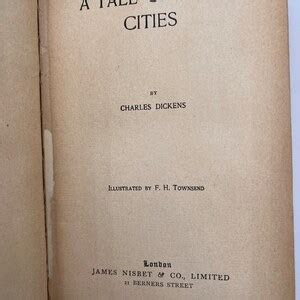 A TALE
CITIES
BY
CHARLES DICKENS
ILLUSTRATED BY F. H. TOWNSEND
London
JAMES NISBET & CO., LIMITED
21 BERNERS STREET